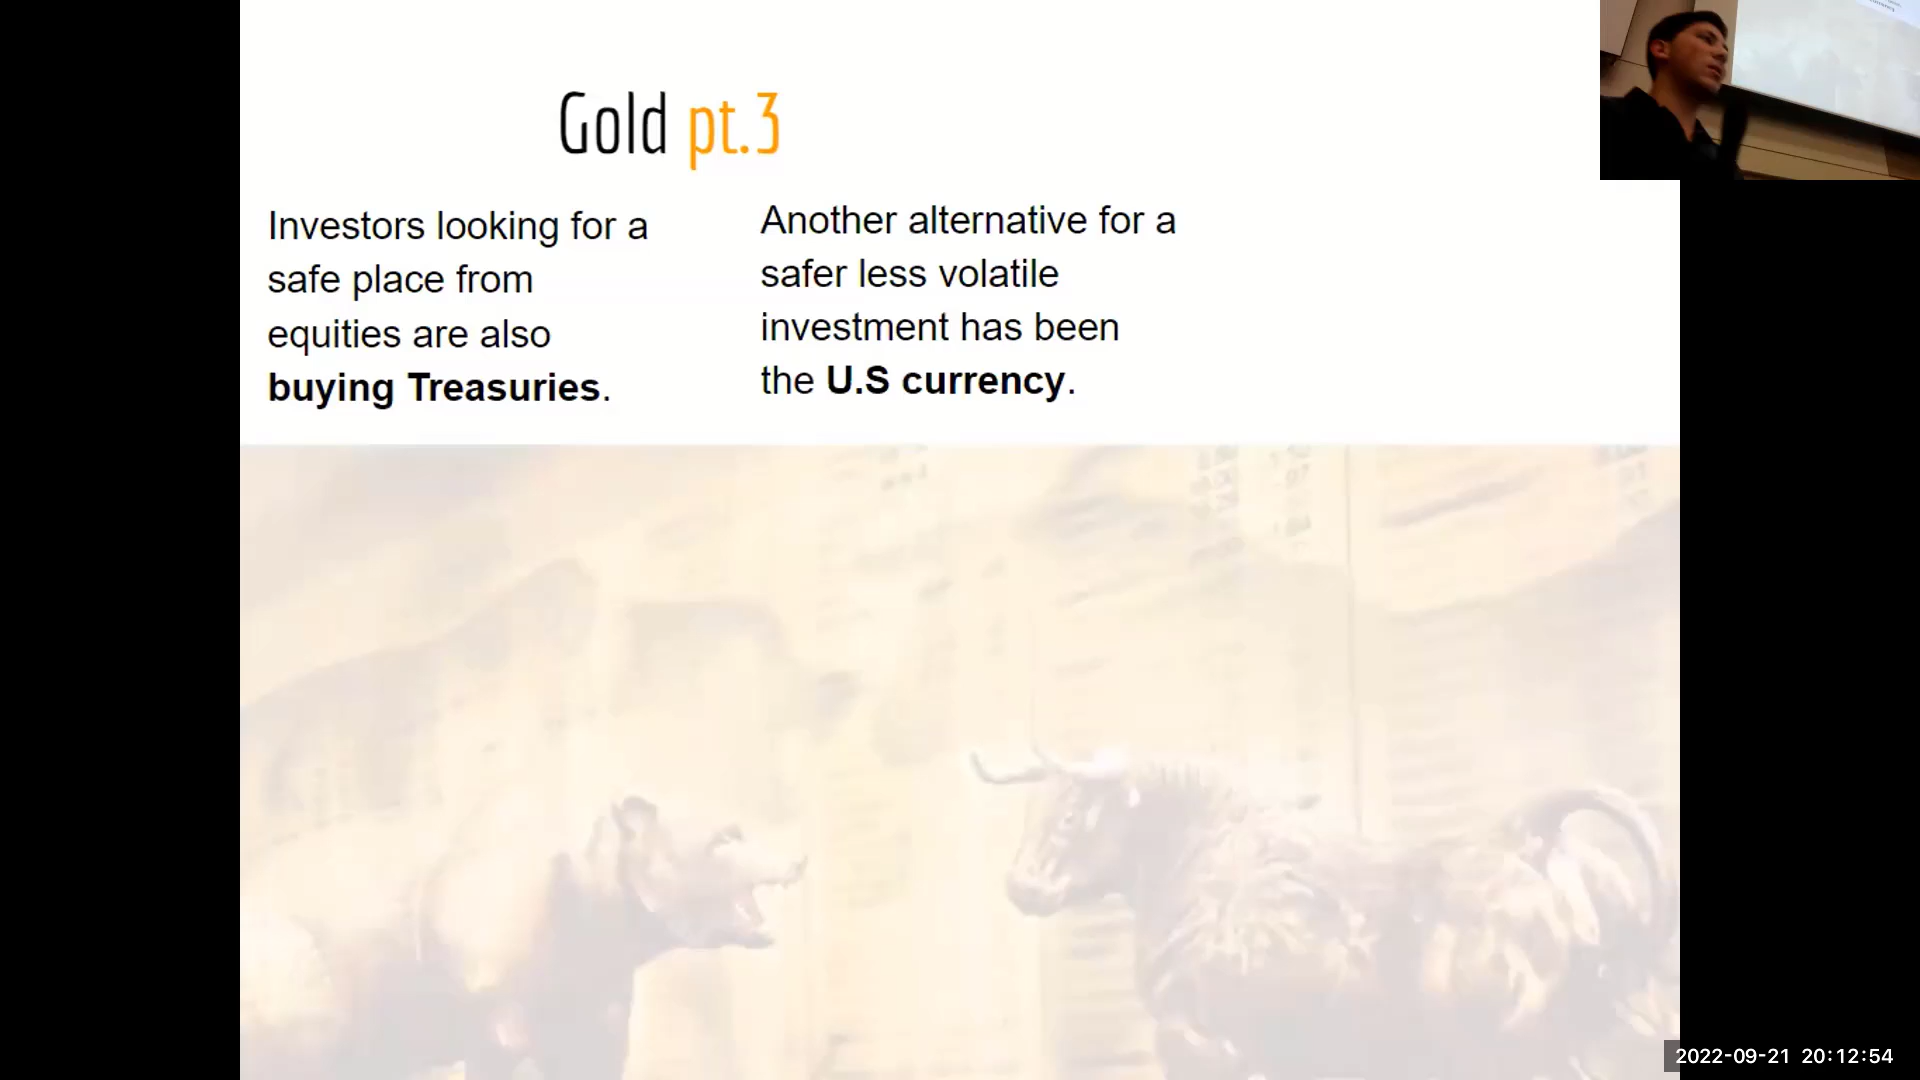 Gold pt.3
Investors looking for a
safe place from
equities are also
buying Treasuries.
Another alternative for a
safer less volatile
investment has been
the U.S currency.
2022-09-21 20:12:54